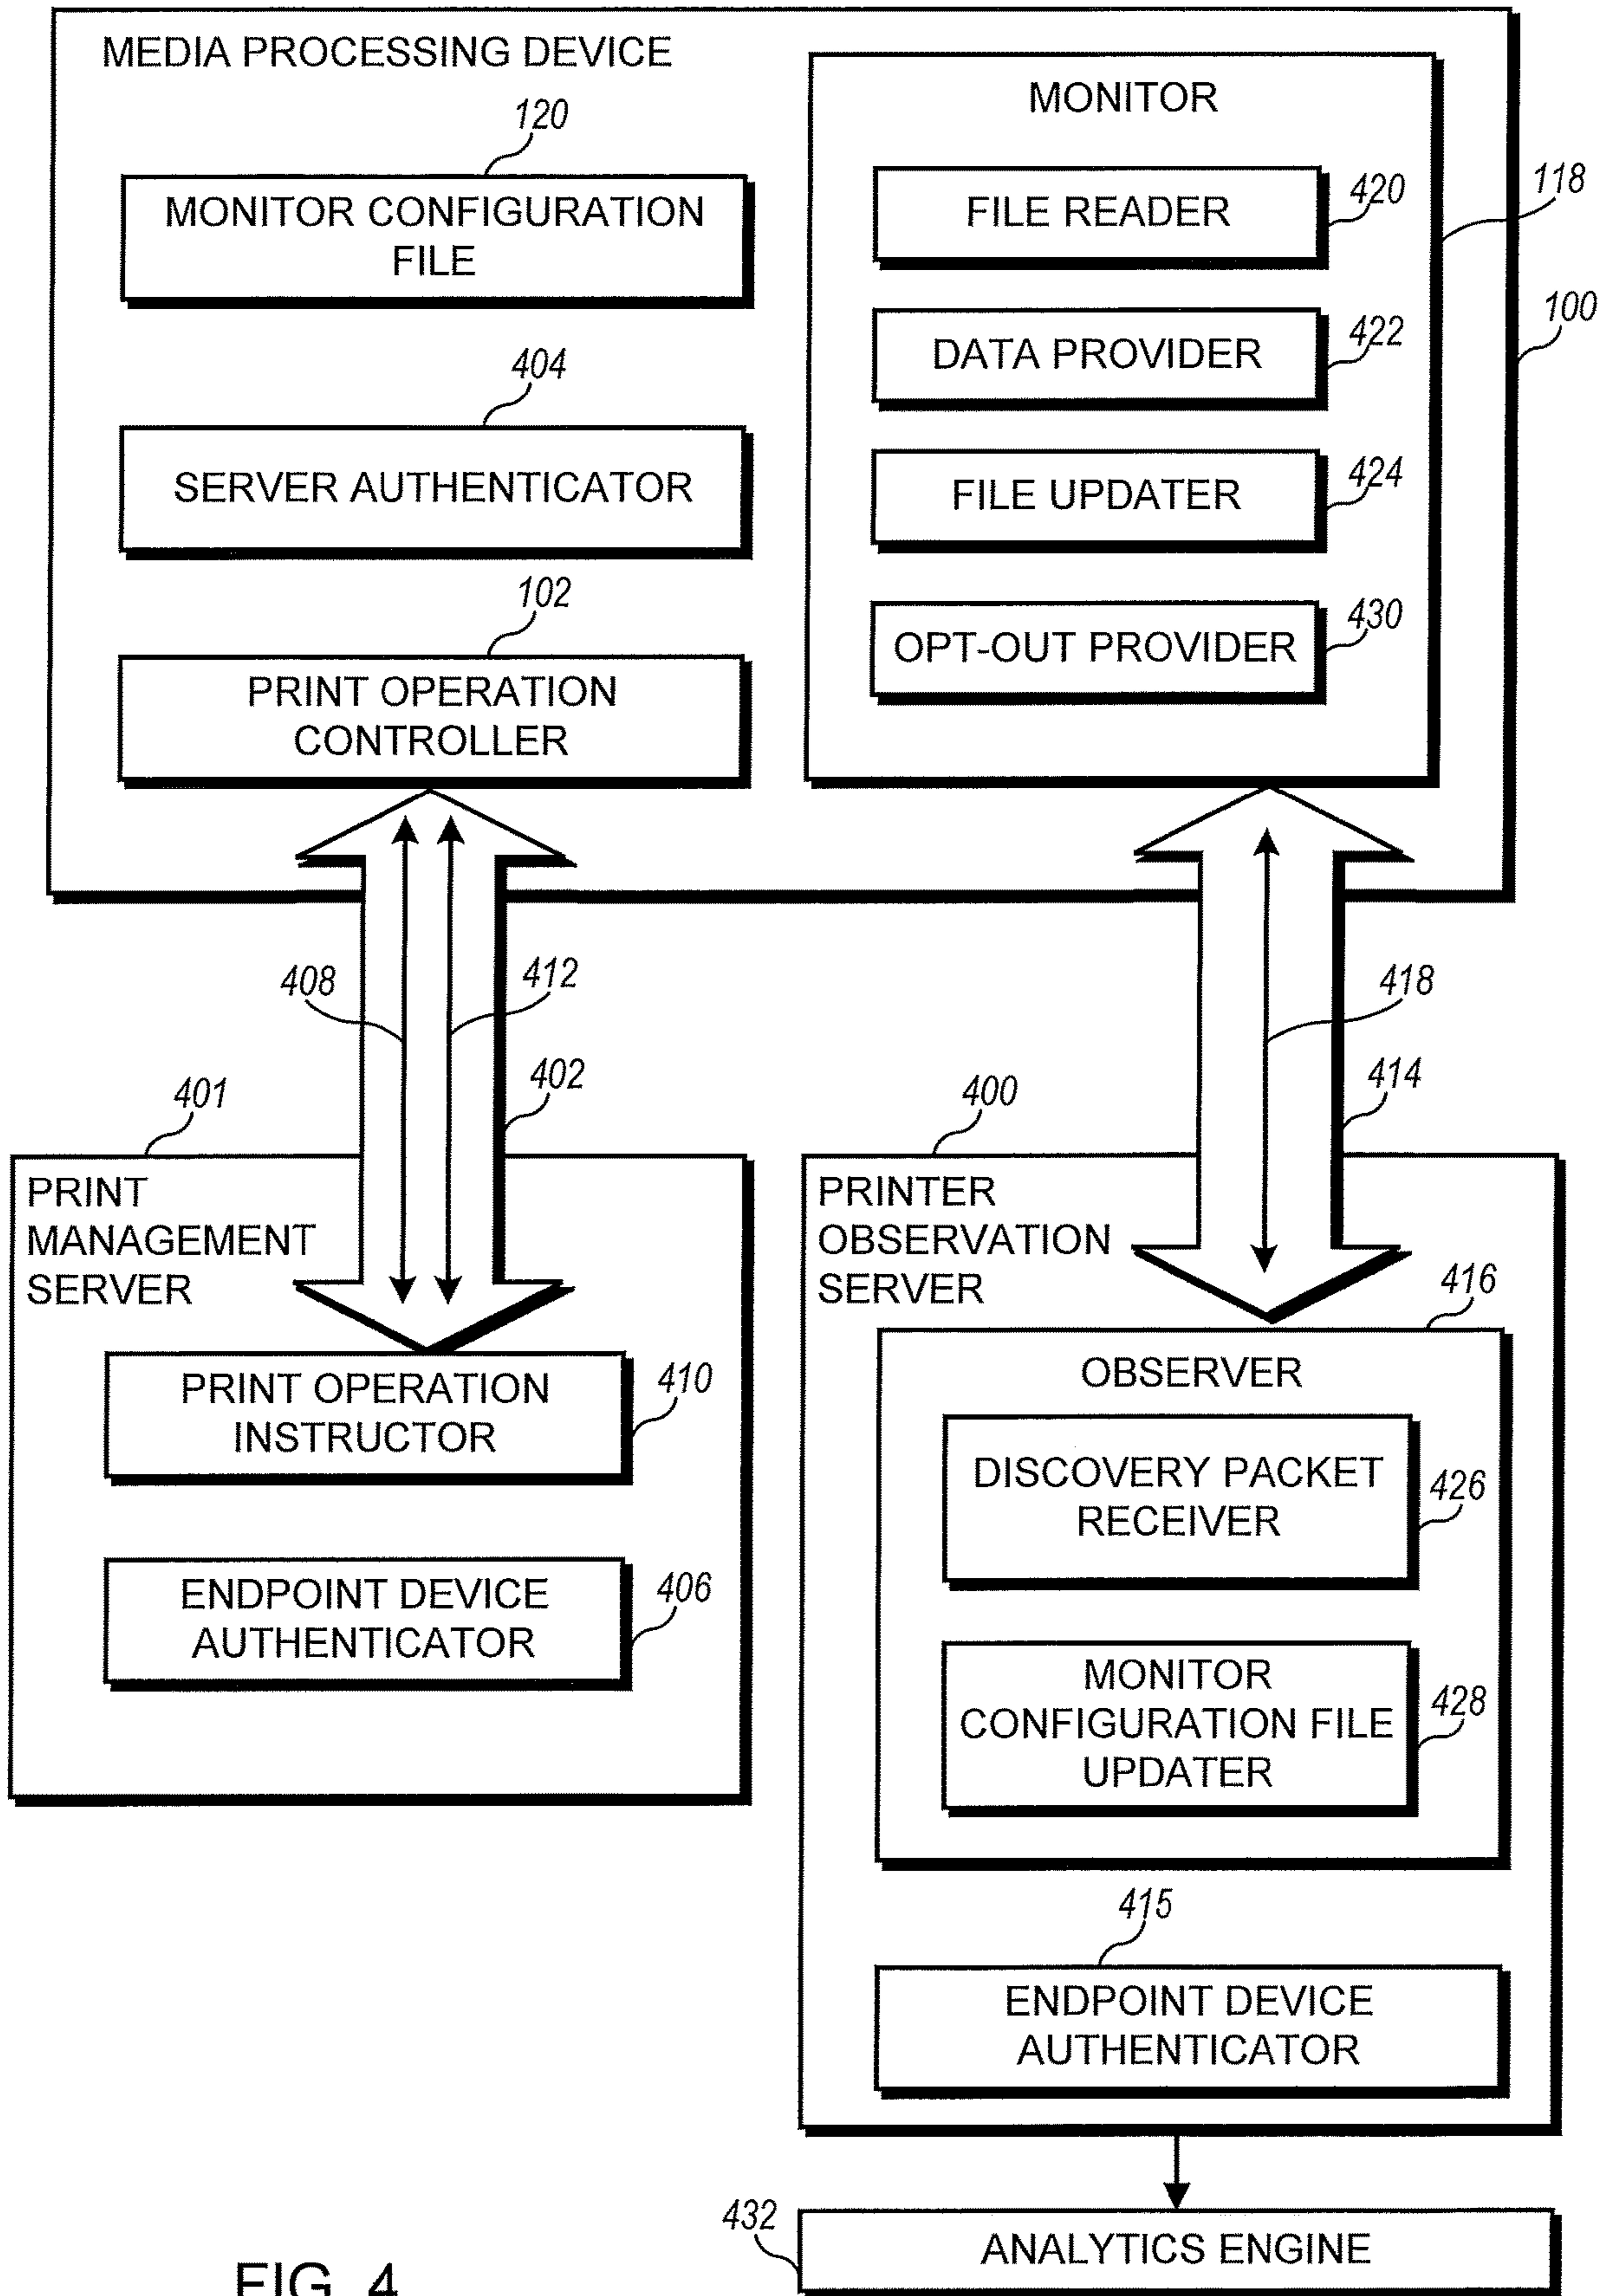 MEDIA PROCESSING DEVICE
120
MONITOR CONFIGURATION
FILE
404
SERVER AUTHENTICATOR
102
PRINT OPERATION
CONTROLLER
MONITOR
FILE READER
420
DATA PROVIDER
422
FILE UPDATER
424
OPT-OUT PROVIDER
430
118
100
408
412
402
418
414
401
PRINT
MANAGEMENT
SERVER
PRINT OPERATION
INSTRUCTOR
410
ENDPOINT DEVICE
AUTHENTICATOR
406
400
PRINTER
OBSERVATION
SERVER
416
OBSERVER
DISCOVERY PACKET
RECEIVER
426
MONITOR
CONFIGURATION FILE
UPDATER
428
415
ENDPOINT DEVICE
AUTHENTICATOR
432
ANALYTICS ENGINE
FIG. 4